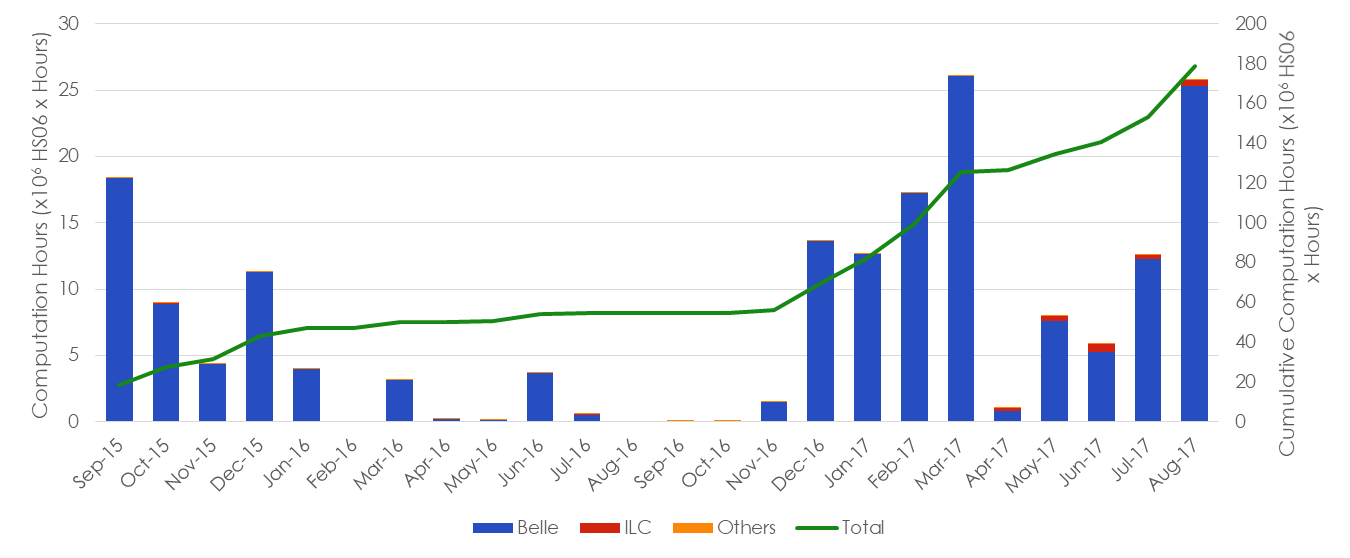 Computation Hours (x10⁶ HS06 x Hours)
30
25
20
15
10
5
0
200
180
160
140
120
100
80
60
40
20
0
Cumulative Computation Hours (x10⁶ HS06
x Hours)
Sep-15
Oct-15
Nov-15
Dec-15
Jan-16
Feb-16
Mar-16
Apr-16
May-16
Jun-16
Jul-16
Aug-16
Sep-16
Oct-16
Nov-16
Dec-16
Jan-17
Feb-17
Mar-17
Apr-17
May-17
Jun-17
Jul-17
Aug-17
Belle ILC Others Total